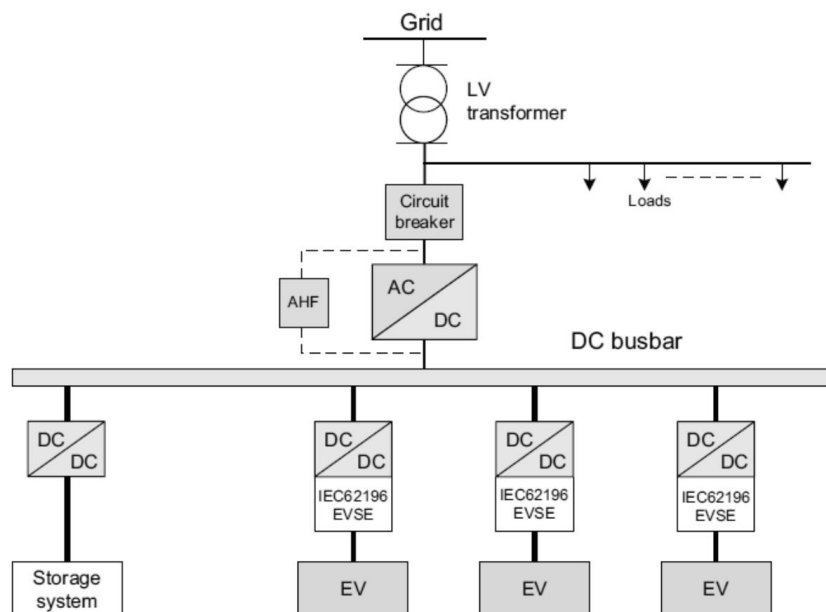 Grid
LV
transformer
Circuit
breaker
Loads
AHF
AC
DC
DC busbar
DC
DC
DC
DC
DC
DC
DC
DC
IEC62196
EVSE
IEC62196
EVSE
IEC62196
EVSE
Storage
system
EV
EV
EV